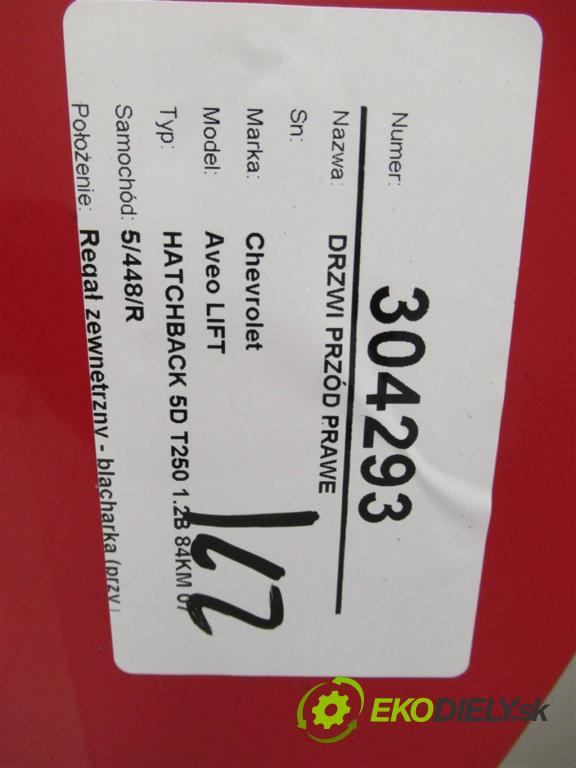 Numer: 304293
Nazwa: DRZWI PRZÓD PRAWE
Sn:
Marka: Chevrolet
Model: Aveo LIFT
Typ: HATCHBACK 5D T250 1.2B 84KM 07
Samochód: 5/448/R
Położenie: Regał zewnętrzny - blacharka (przy
EKODIELY.sk